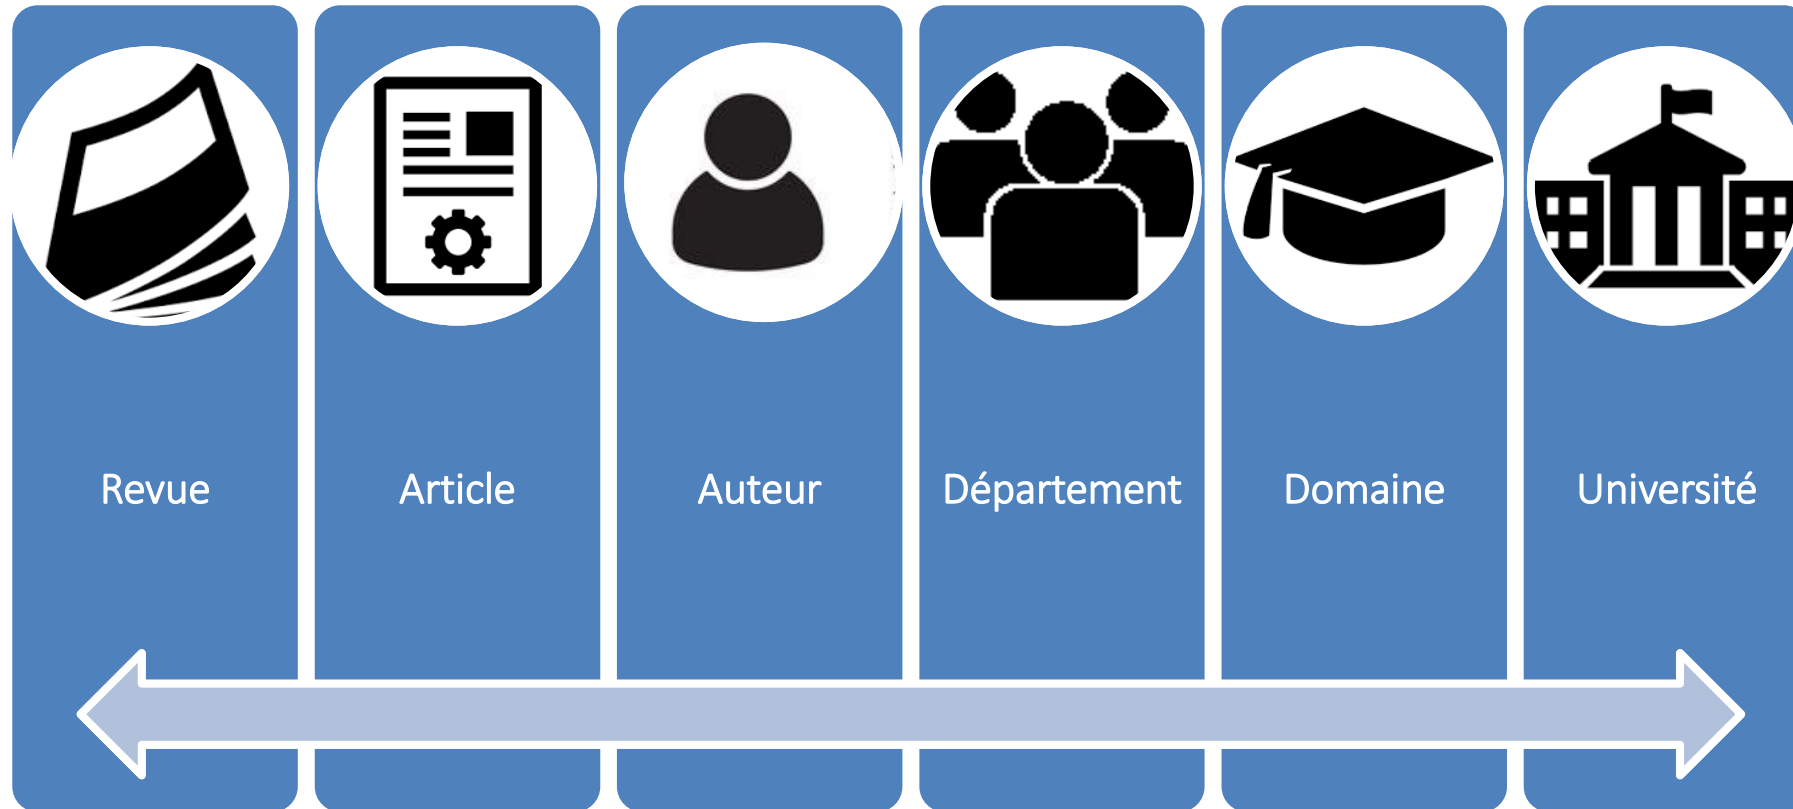 Revue
Article
Auteur
Département
Domaine
Université